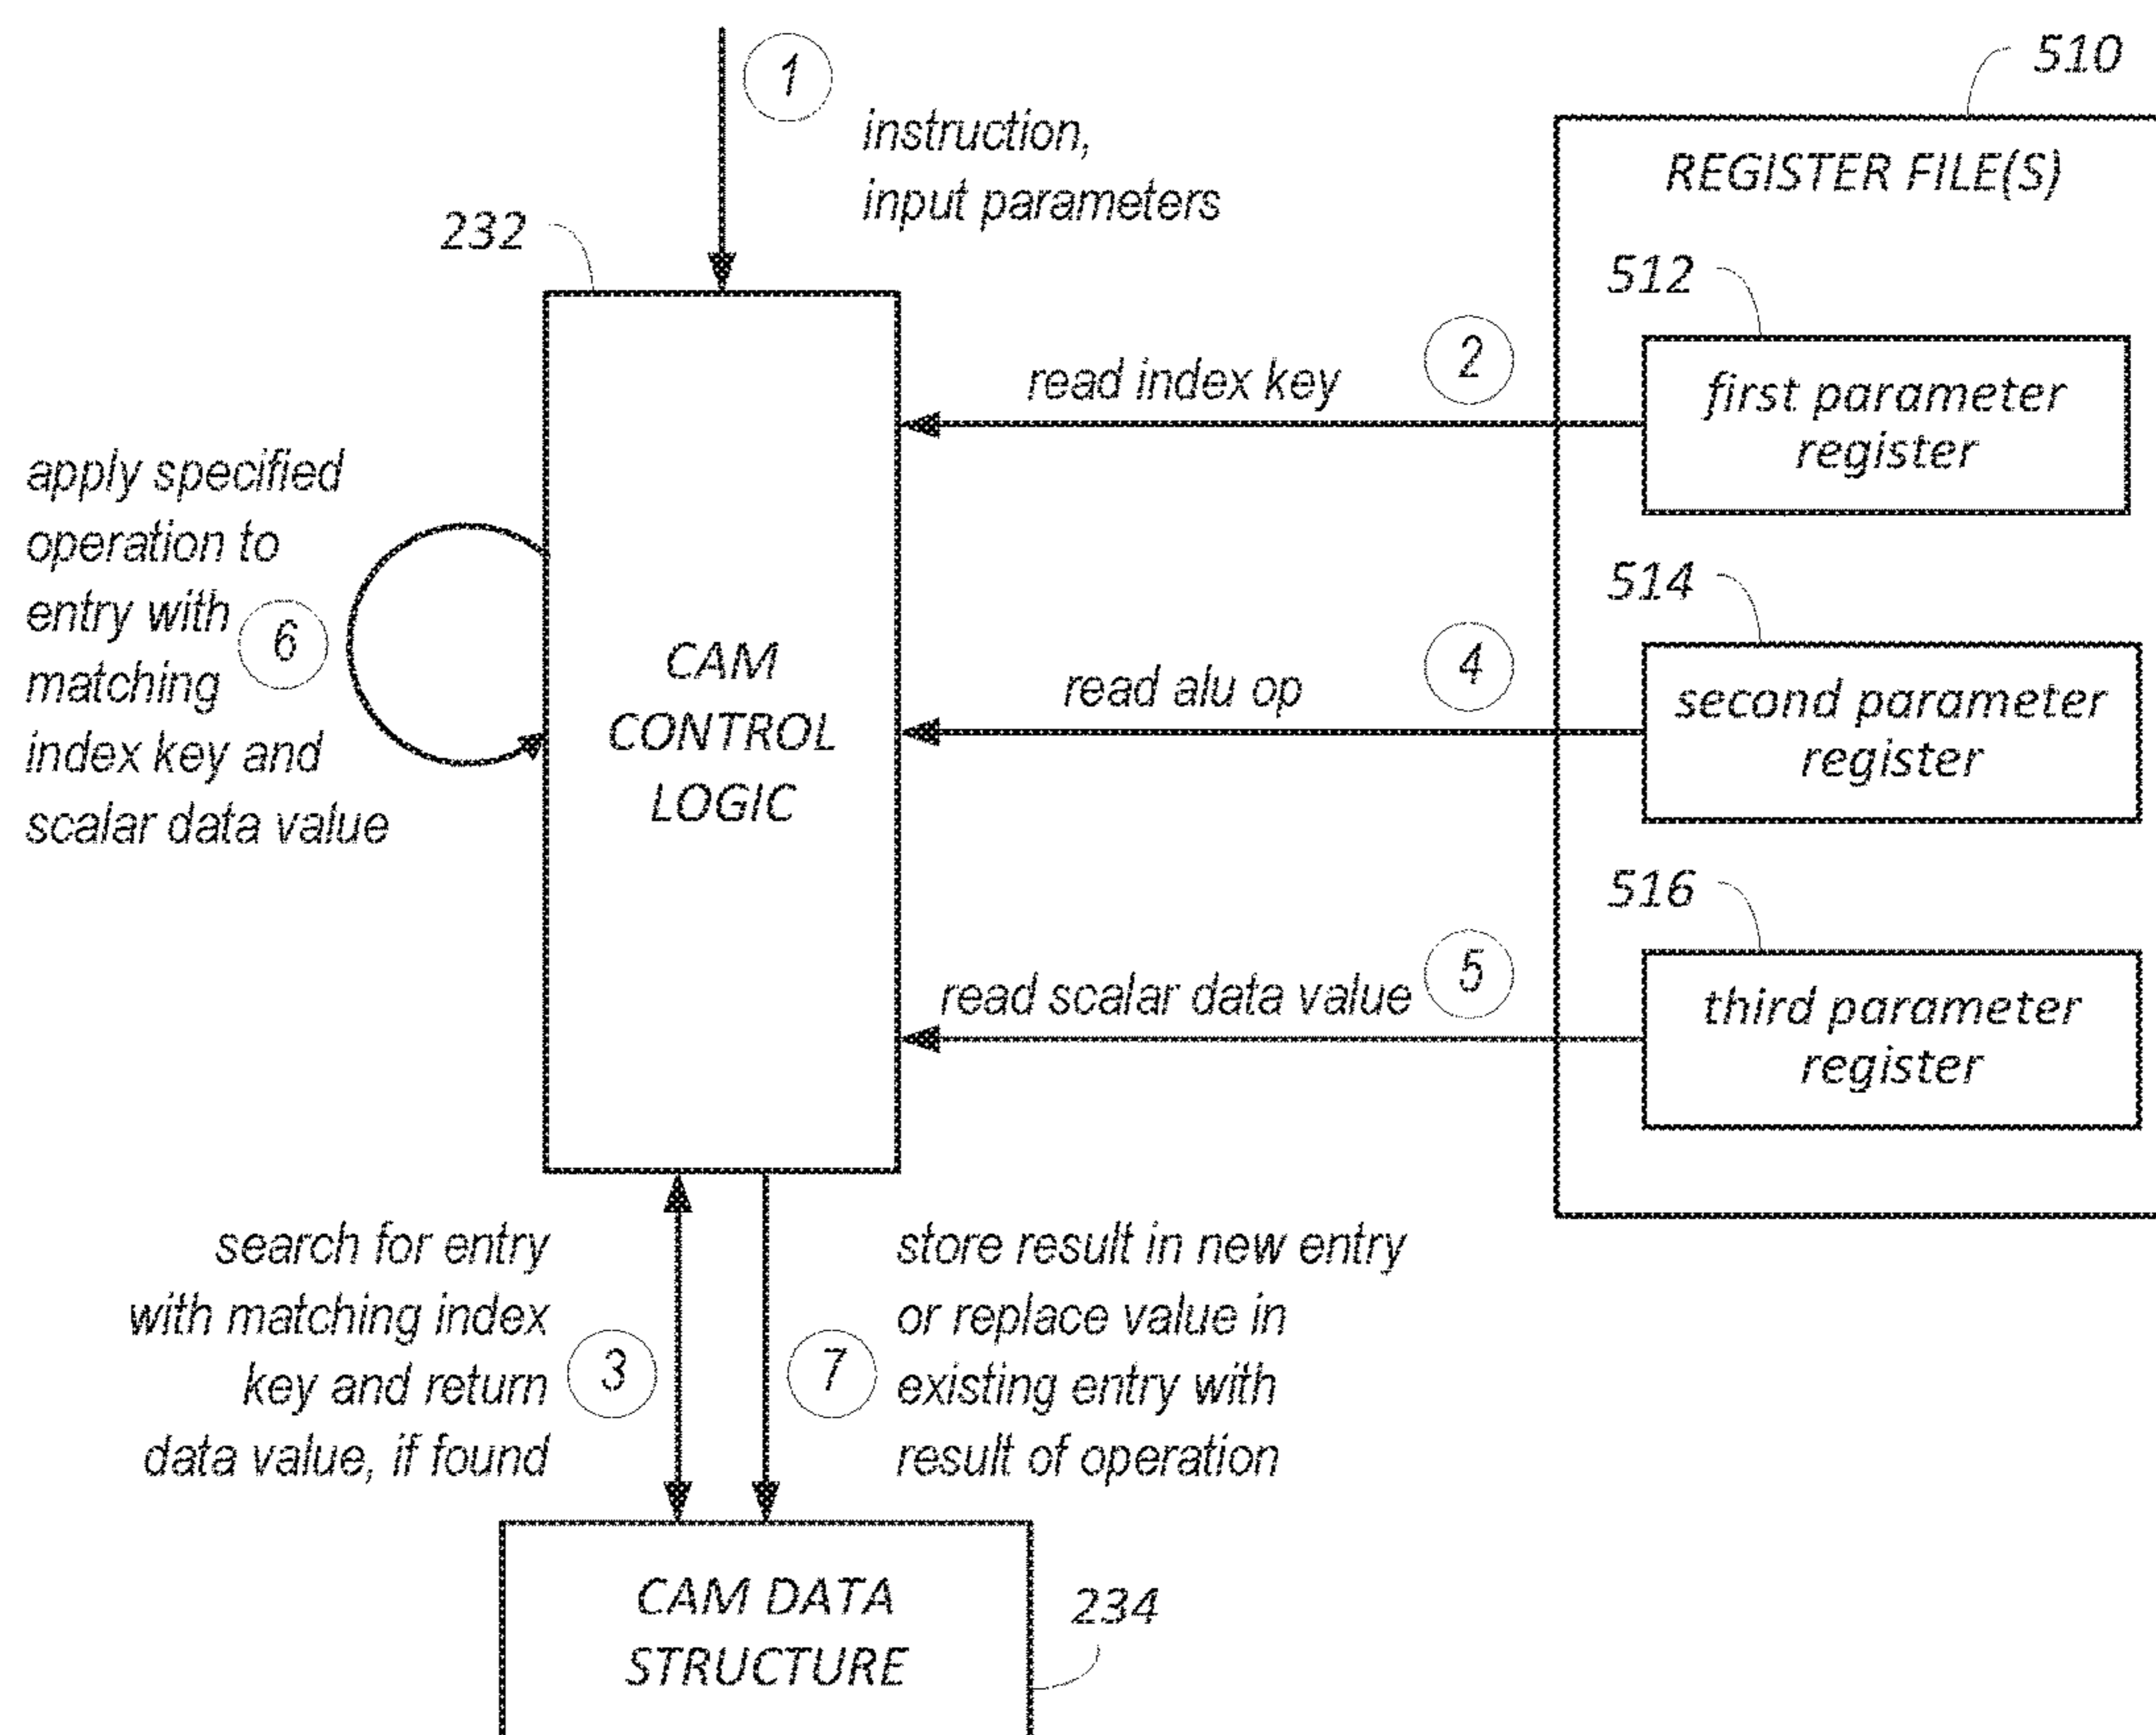 1
instruction,
input parameters
510
REGISTER FILE(S)
232
512
read index key
2
first parameter
register
apply specified
operation to
entry with
matching
index key and
scalar data value
6
CAM
CONTROL
LOGIC
514
read alu op
4
second parameter
register
516
read scalar data value
5
third parameter
register
search for entry
with matching index
key and return
data value, if found
3
7
store result in new entry
or replace value in
existing entry with
result of operation
CAM DATA
STRUCTURE
234